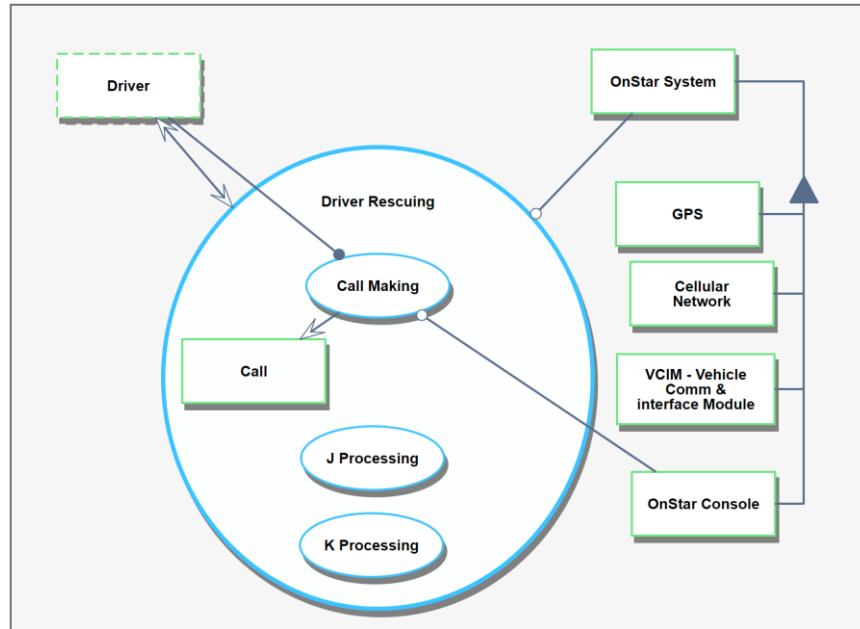 Driver
OnStar System
Driver Rescuing
GPS
Call Making
Cellular
Network
Call
VCIM - Vehicle
Comm &
interface Module
J Processing
OnStar Console
K Processing